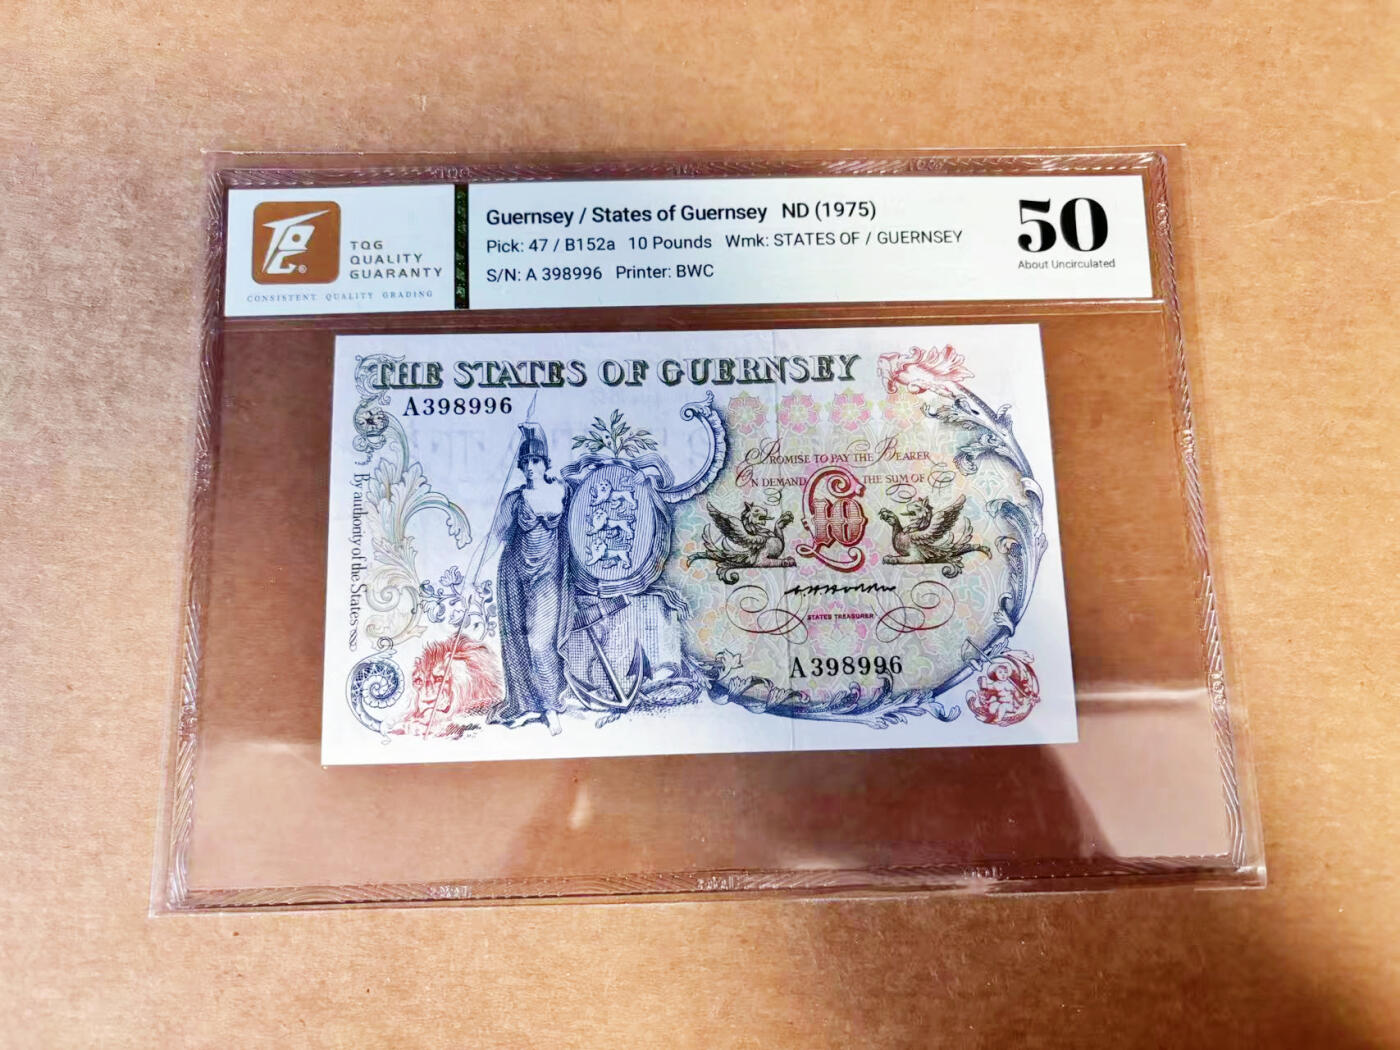 TQG
QUALITY
GUARANTY
CONSISTENT QUALITY GRADING
Guernsey / States of Guernsey ND (1975)
Pick: 47 / B152a 10 Pounds Wmk: STATES OF / GUERNSEY
S/N: A 398996 Printer: BWC
50
About Uncirculated
THE STATES OF GUERNSEY
A398996
By authority of the States
PROMISE TO PAY THE BEARER
ON DEMAND THE SUM OF
£10
STATES TREASURER
A398996